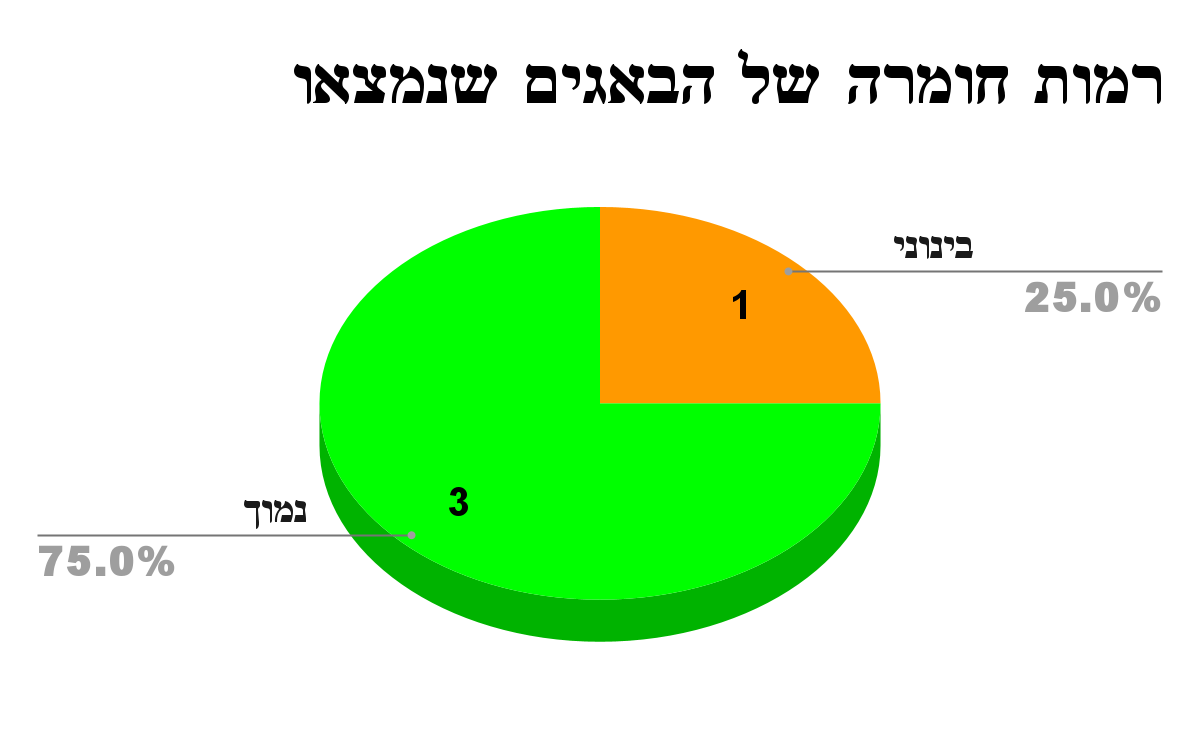 רמות חומרה של הבאגים שנמצאו
בינוני
25.0%
1
3
נמוך
75.0%